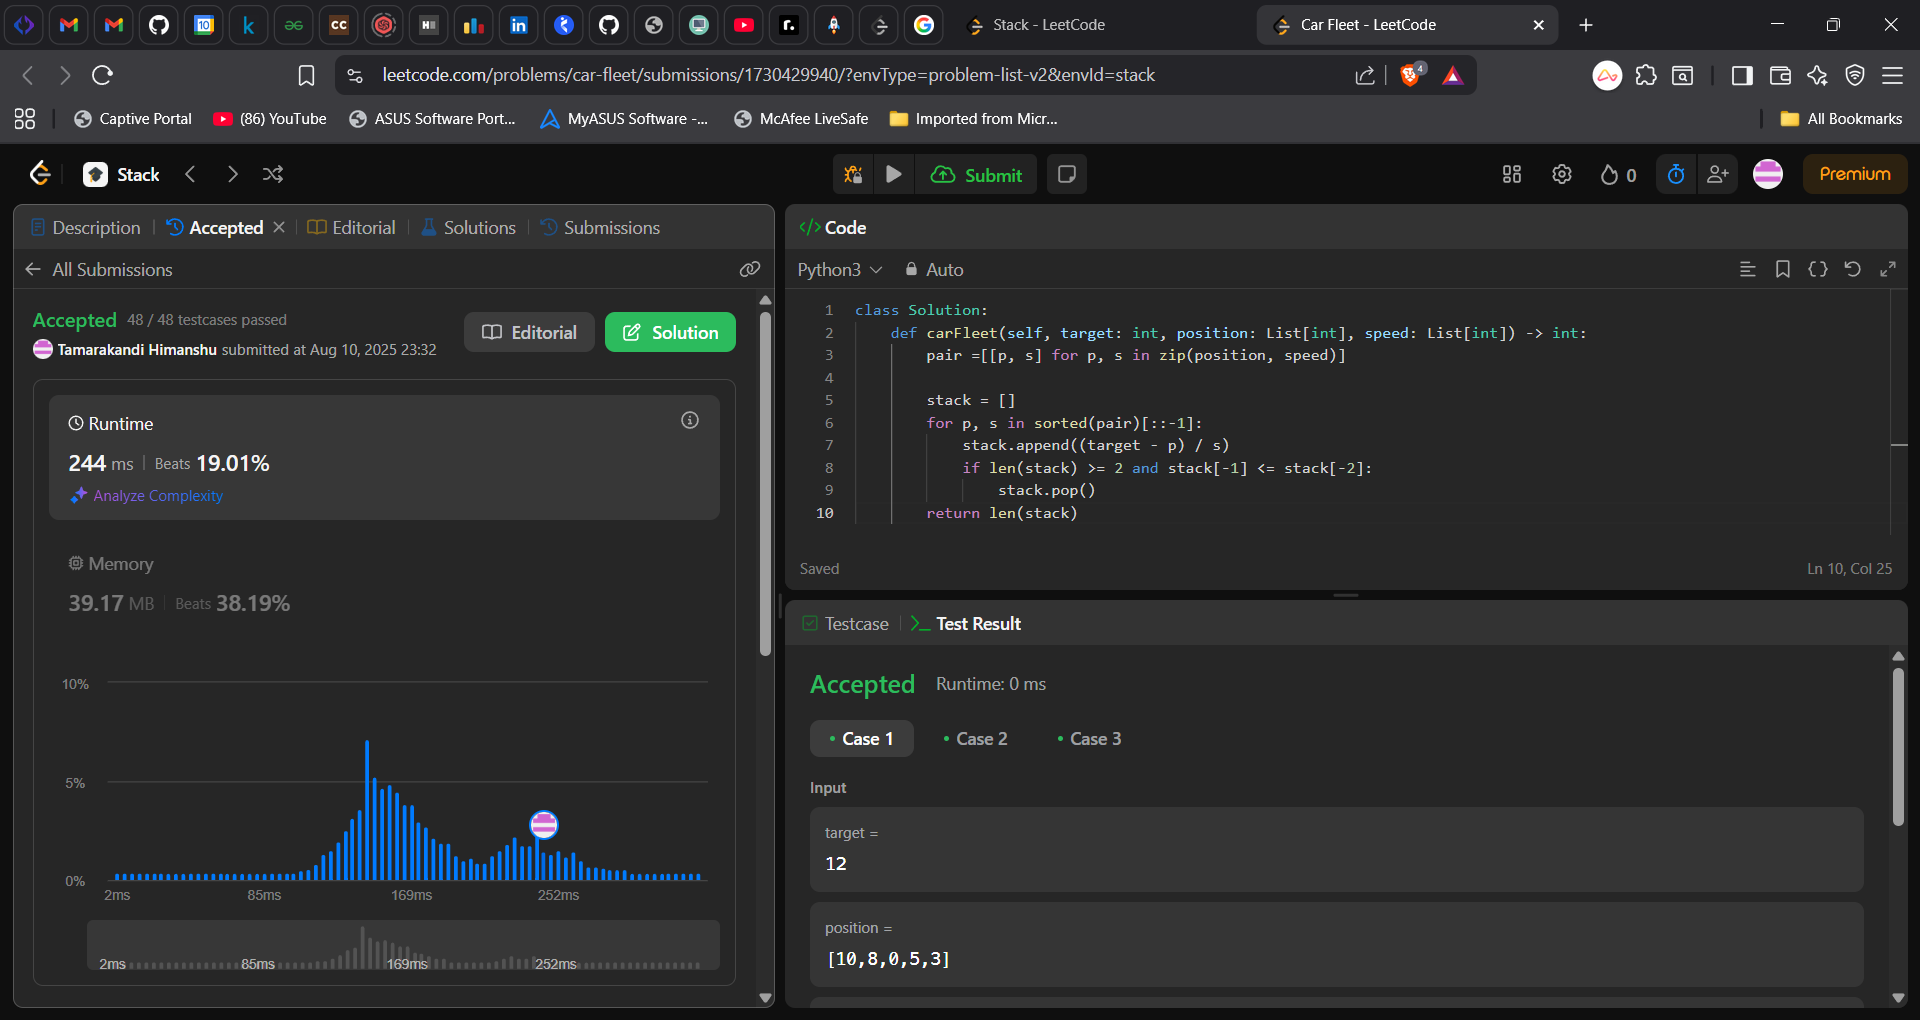 Stack - LeetCode
Car Fleet - LeetCode
leetcode.com/problems/car-fleet/submissions/1730429940/?envType=problem-list-v2&envId=stack
4
Captive Portal
(86) YouTube
ASUS Software Port...
MyASUS Software -...
McAfee LiveSafe
Imported from Micr...
All Bookmarks
Stack
Submit
0
Premium
Description
Accepted
Editorial
Solutions
Submissions
All Submissions
Accepted 48 / 48 testcases passed
Tamarakandi Himanshu submitted at Aug 10, 2025 23:32
Editorial
Solution
Runtime
244 ms Beats 19.01%
Analyze Complexity
Memory
39.17 MB Beats 38.19%
10%
5%
0%
2ms 85ms 169ms 252ms
2ms 85ms 169ms 252ms
</> Code
Python3 Auto
1 class Solution:
2 def carFleet(self, target: int, position: List[int], speed: List[int]) -> int:
3 pair =[[p, s] for p, s in zip(position, speed)]
4
5 stack = []
6 for p, s in sorted(pair)[::-1]:
7 stack.append((target - p) / s)
8 if len(stack) >= 2 and stack[-1] <= stack[-2]:
9 stack.pop()
10 return len(stack)
Saved
Ln 10, Col 25
Testcase
>_ Test Result
Accepted Runtime: 0 ms
• Case 1 • Case 2 • Case 3
Input
target =
12
position =
[10,8,0,5,3]